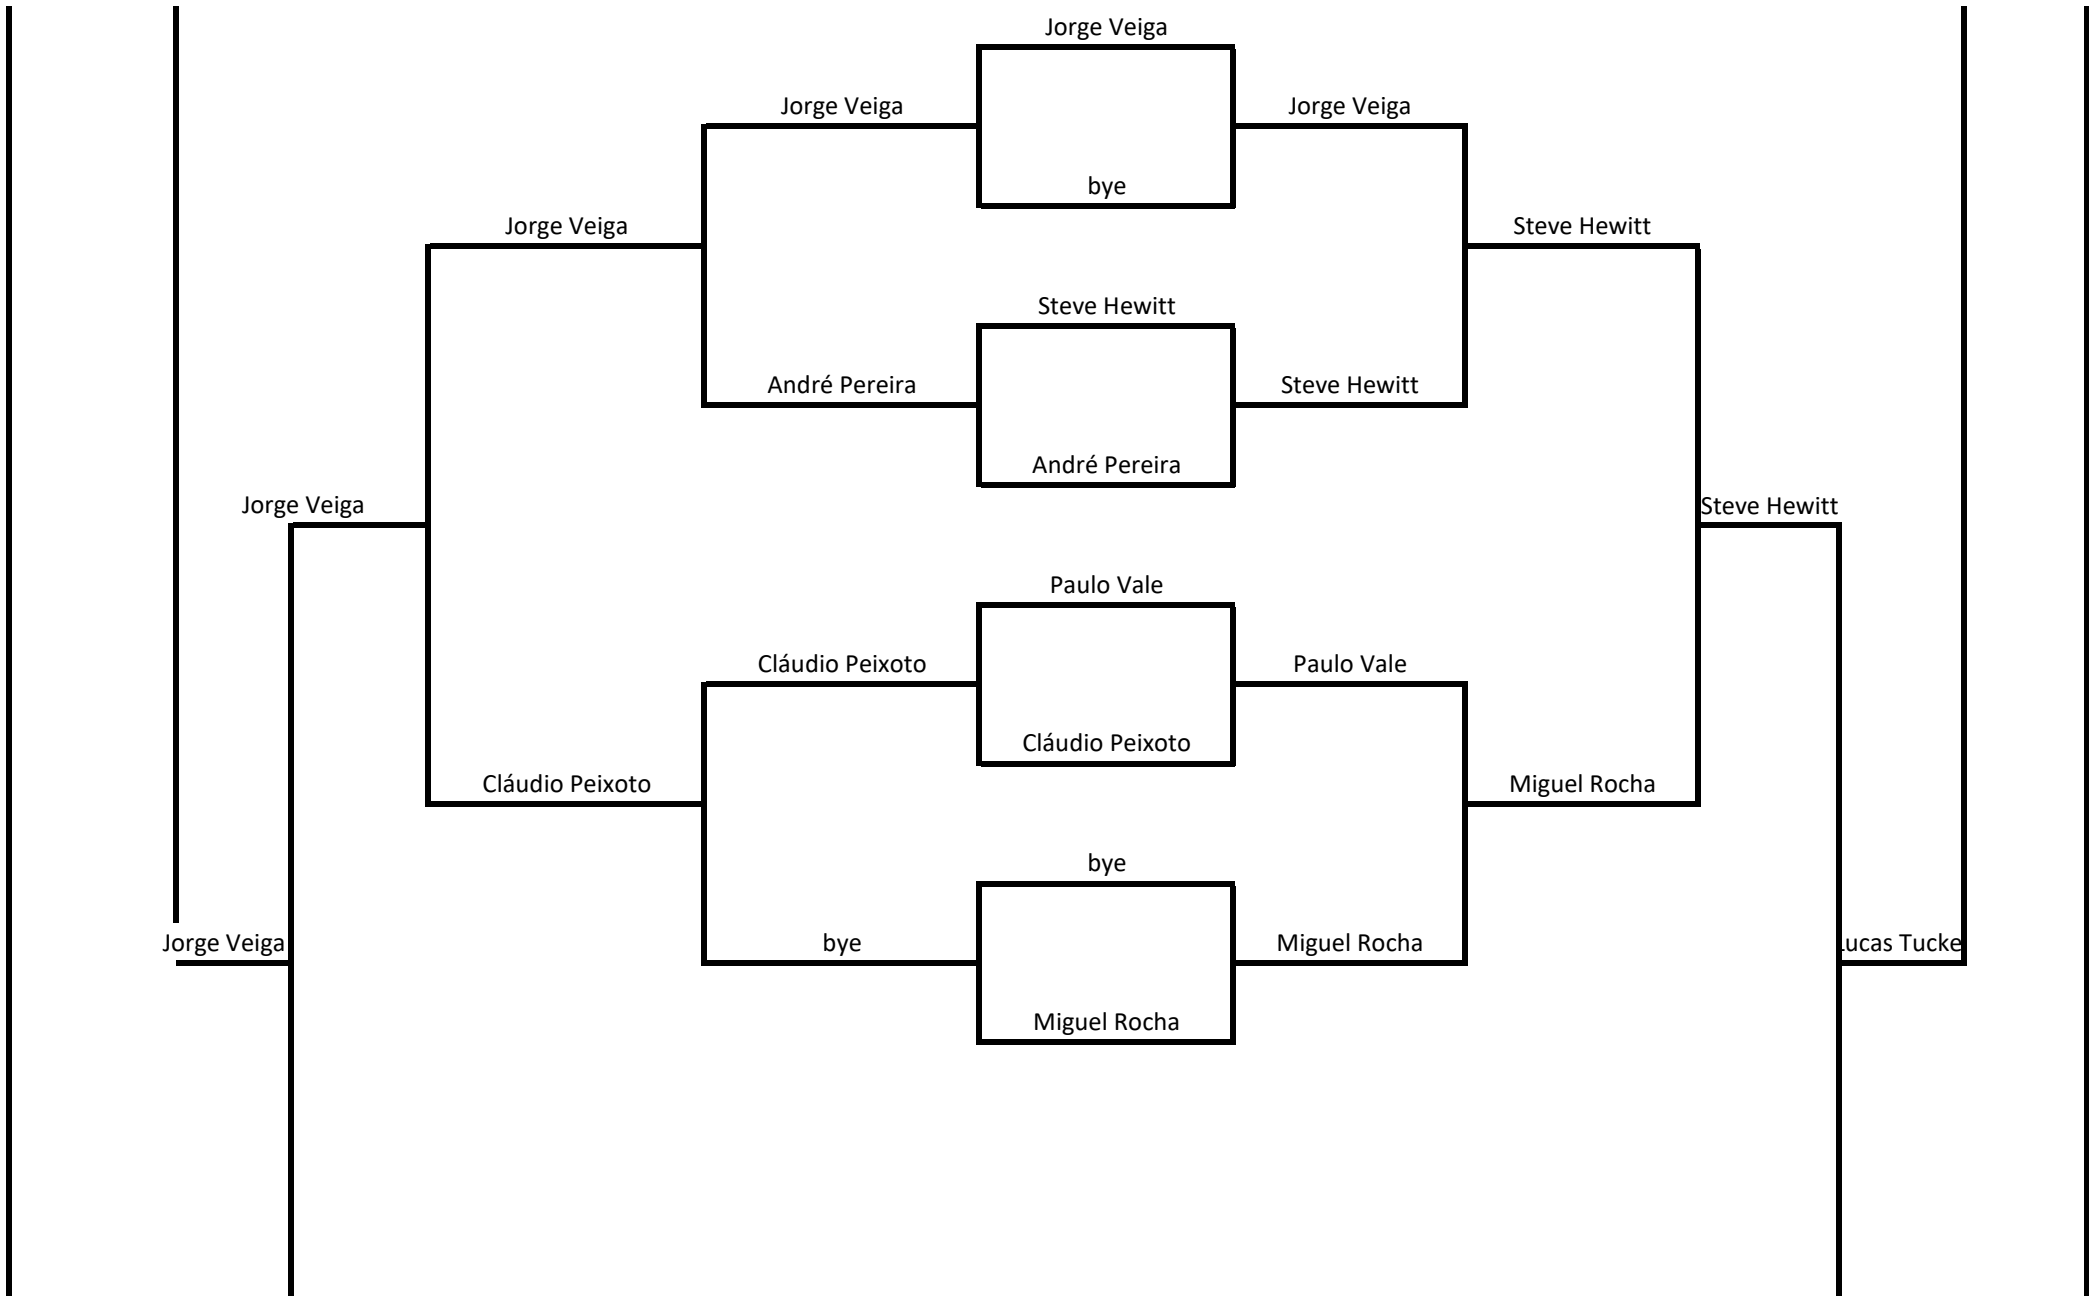 Jorge Veiga
Jorge Veiga
Jorge Veiga
bye
Jorge Veiga
Steve Hewitt
Steve Hewitt
André Pereira
Steve Hewitt
André Pereira
Jorge Veiga
Steve Hewitt
Paulo Vale
Cláudio Peixoto
Paulo Vale
Cláudio Peixoto
Cláudio Peixoto
Miguel Rocha
bye
Jorge Veiga
bye
Miguel Rocha
Lucas Tucke
Miguel Rocha